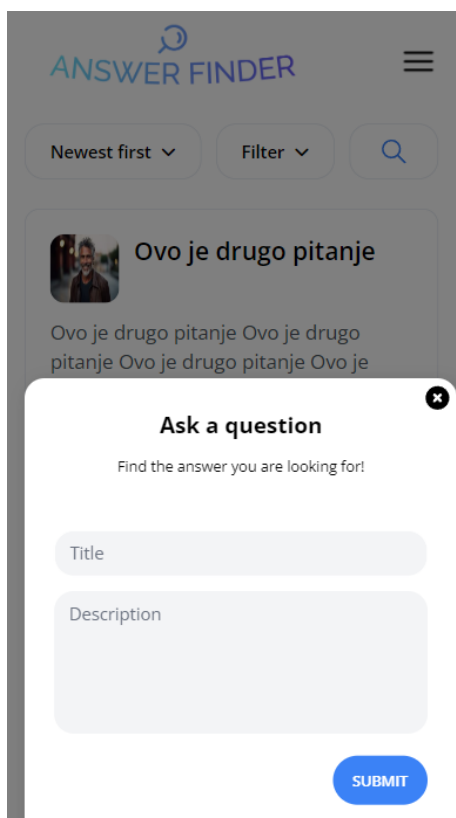 ANSWER FINDER
Newest first
Filter
Ovo je drugo pitanje
Ovo je drugo pitanje Ovo je drugo
pitanje Ovo je drugo pitanje Ovo je
Ask a question
Find the answer you are looking for!
Title
Description
SUBMIT